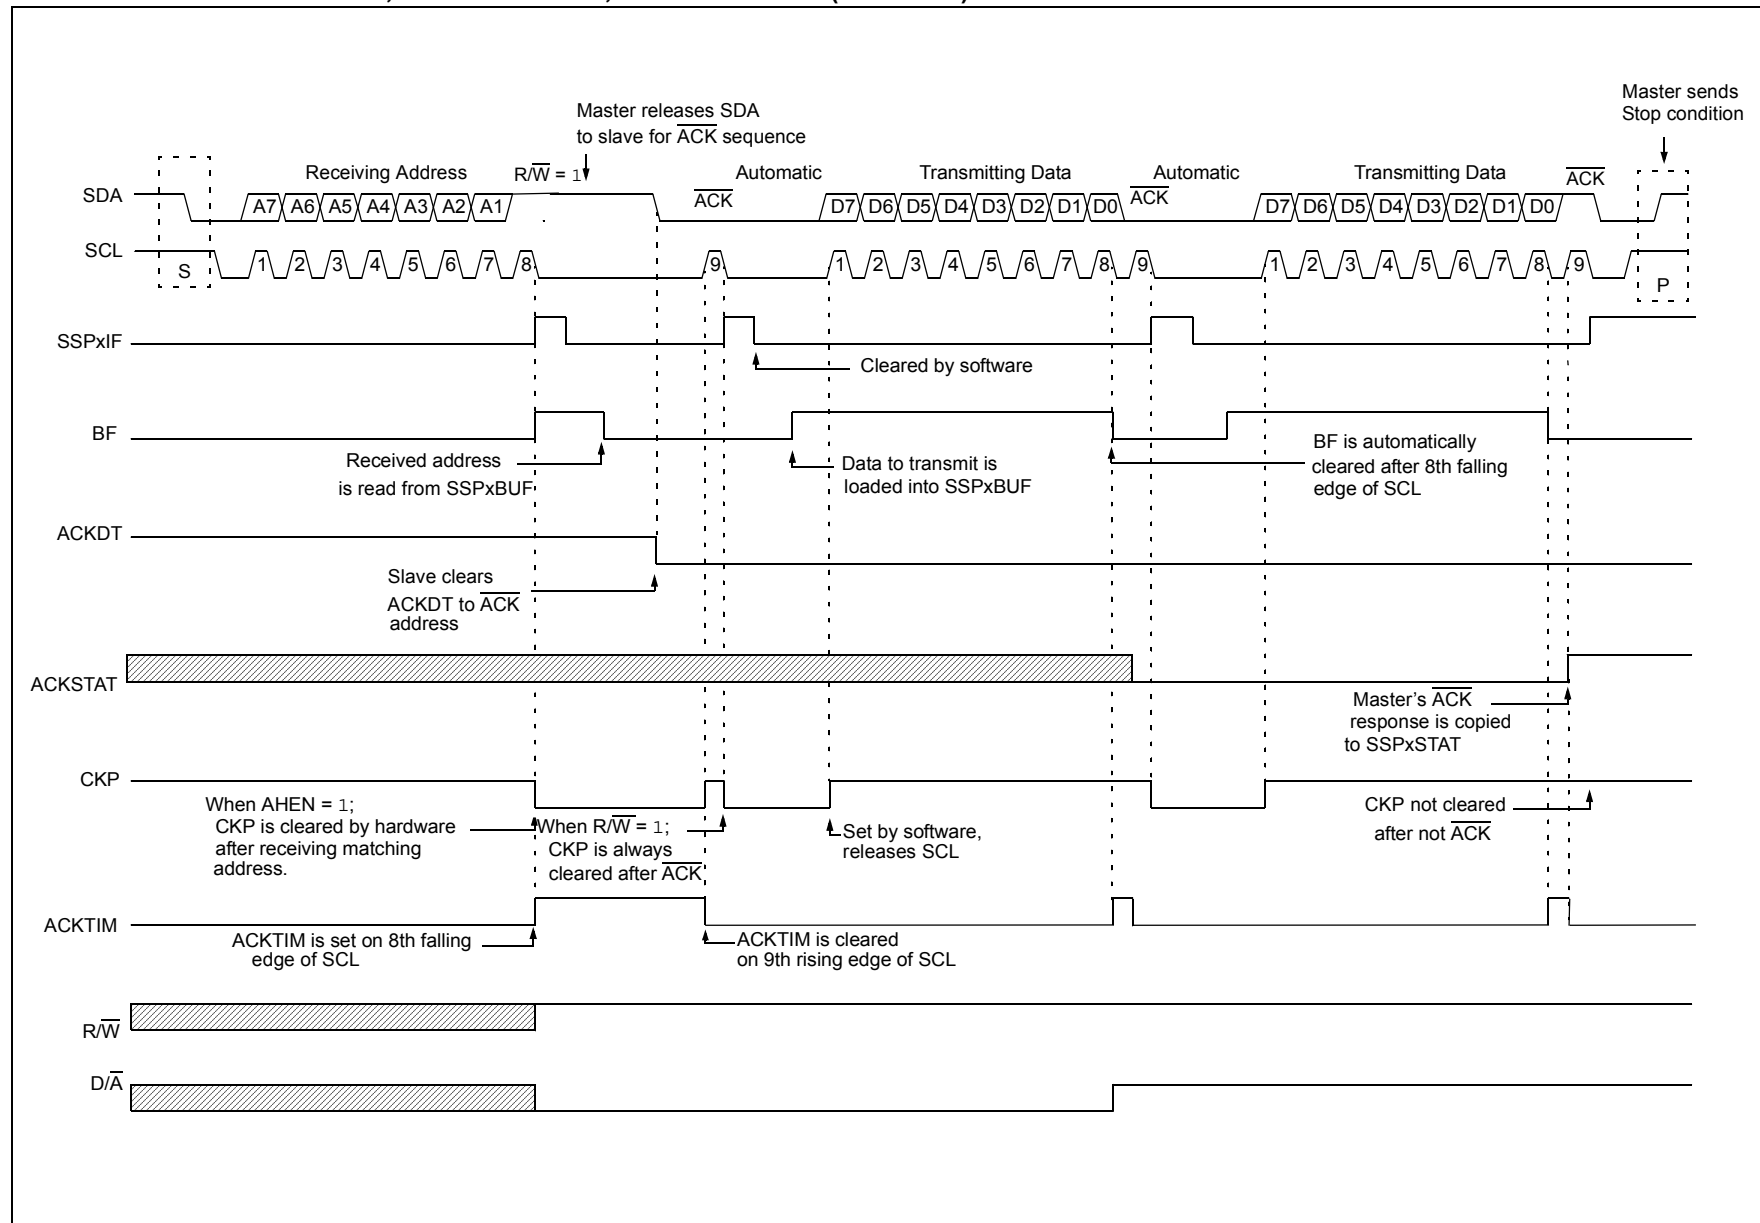 Master sends
Stop condition
Master releases SDA
to slave for ACK sequence
Receiving Address
R/W = 1
Automatic
Transmitting Data
Automatic
Transmitting Data
ACK
SDA
A7 A6 A5 A4 A3 A2 A1
ACK
D7 D6 D5 D4 D3 D2 D1 D0
ACK
D7 D6 D5 D4 D3 D2 D1 D0
SCL
S
1 2 3 4 5 6 7 8 9
1 2 3 4 5 6 7 8 9
1 2 3 4 5 6 7 8 9
P
SSPxIF
Cleared by software
BF
Received address
is read from SSPxBUF
Data to transmit is
loaded into SSPxBUF
BF is automatically
cleared after 8th falling
edge of SCL
ACKDT
Slave clears
ACKDT to ACK
address
ACKSTAT
Master's ACK
response is copied
to SSPxSTAT
CKP
When AHEN = 1;
CKP is cleared by hardware
after receiving matching
address.
When R/W = 1;
CKP is always
cleared after ACK
Set by software,
releases SCL
CKP not cleared
after not ACK
ACKTIM
ACKTIM is set on 8th falling
edge of SCL
ACKTIM is cleared
on 9th rising edge of SCL
R/W
D/A